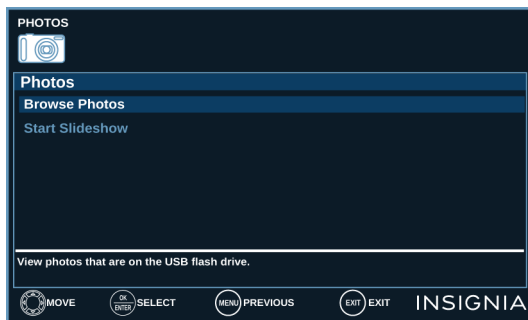 PHOTOS
Photos
Browse Photos
Start Slideshow
View photos that are on the USB flash drive.
MOVE OK ENTER SELECT MENU PREVIOUS EXIT EXIT INSIGNIA